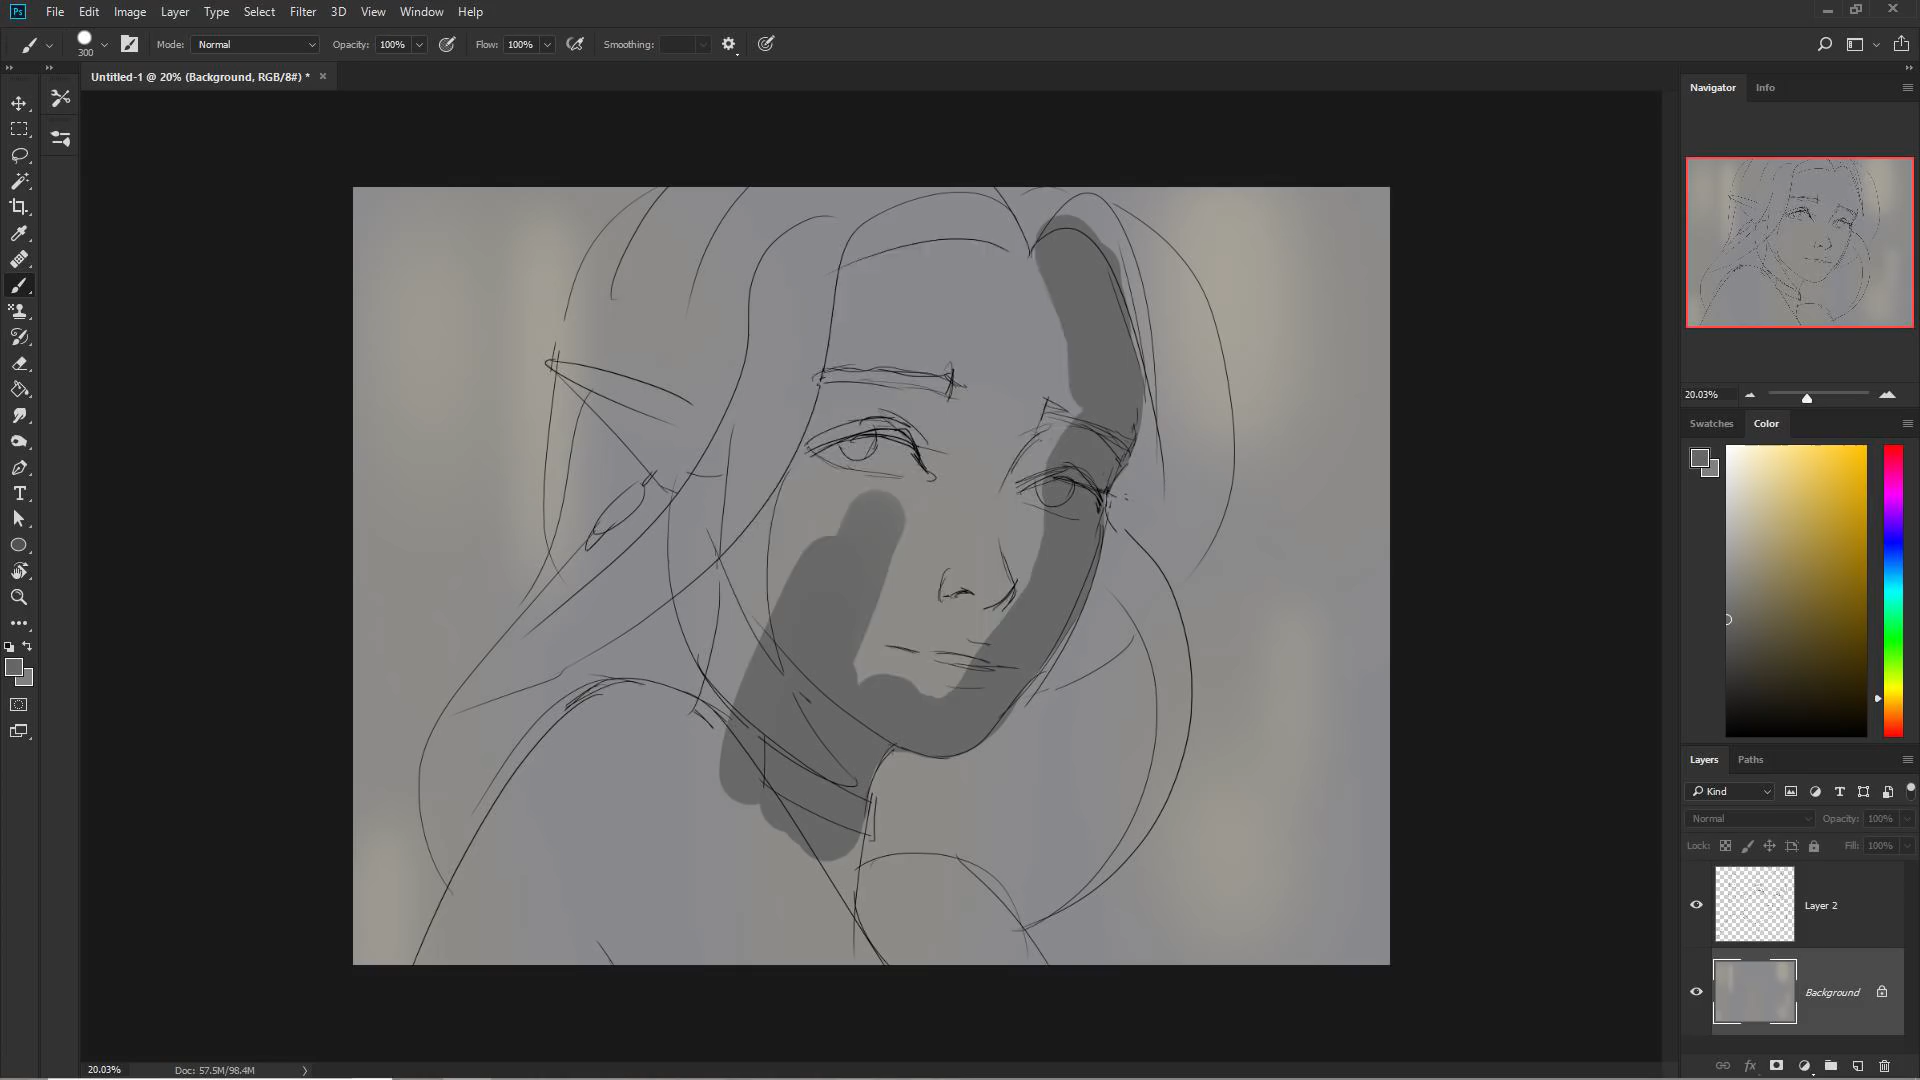 Ps File Edit Image Layer Type Select Filter 3D View Window Help
300 Mode: Normal Opacity: 100% Flow: 100% Smoothing:
Untitled-1 @ 20% (Background, RGB/8#) * ×
Navigator Info
20.03%
Swatches Color
Layers Paths
Kind
Normal Opacity: 100%
Lock: Fill: 100%
Layer 2
Background
fx
20.03% Doc: 57.5M/98.4M